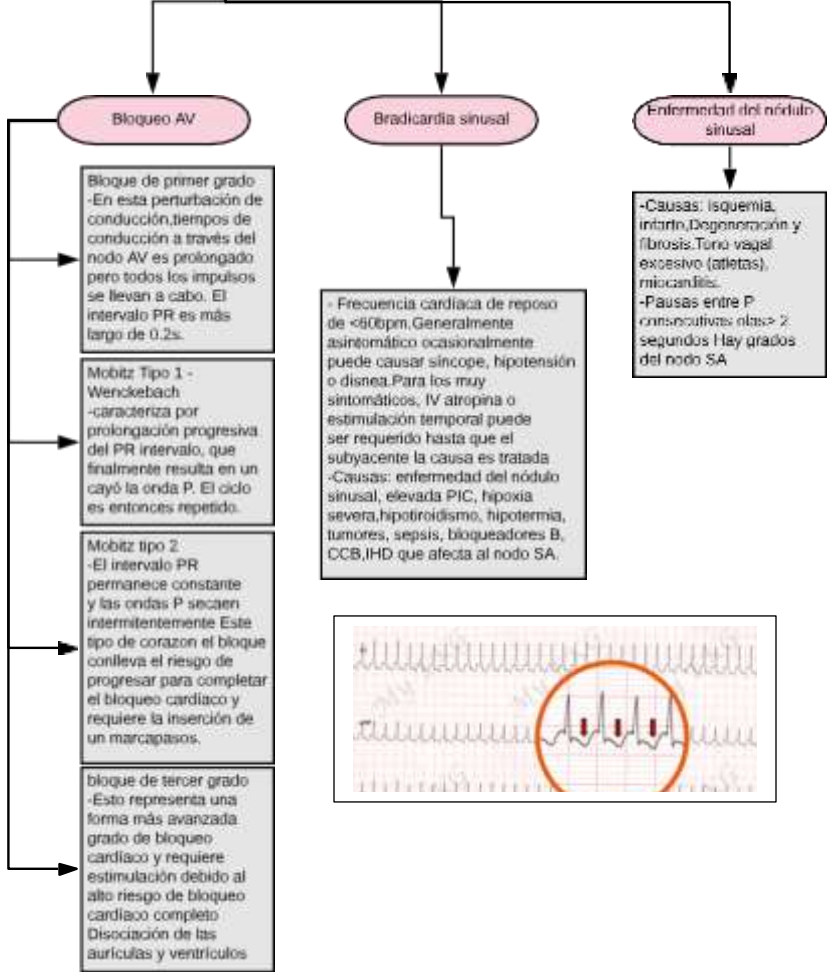 Bloqueo AV
Bloque de primer grado
-En esta perturbación de
conducción,tiempos de
conducción a través del
nodo AV es prolongado
pero todos los impulsos
se llevan a cabo. El
intervalo PR es más
largo de 0.2s.
Mobitz Tipo 1 -
Wenckebach
-caracteriza por
prolongación progresiva
del PR intervalo, que
finalmente resulta en un
cayó la onda P. El ciclo
es entonces repetido.
Mobitz tipo 2
-El intervalo PR
permanece constante
y las ondas P secaen
intermitentemente Este
tipo de corazon el bloque
conlleva el riesgo de
progresar para completar
el bloqueo cardíaco y
requiere la inserción de
un marcapasos.
bloque de tercer grado
-Esto representa una
forma más avanzada
grado de bloqueo
cardíaco y requiere
estimulación debido al
alto riesgo de bloqueo
cardíaco completo
Disociación de las
aurículas y ventrículos
Bradicardia sinusal
- Frecuencia cardíaca de reposo
de <60bpm.Generalmente
asintomático ocasionalmente
puede causar síncope, hipotensión
o disnea.Para los muy
sintomáticos, IV atropina o
estimulación temporal puede
ser requerido hasta que el
subyacente la causa es tratada
-Causas: enfermedad del nódulo
sinusal, elevada PIC, hipoxia
severa,hipotiroidismo, hipotermia,
tumores, sepsis, bloqueadores B,
CCB,IHD que afecta al nodo SA.
Enfermedad del nódulo
sinusal
-Causas: isquemia,
infarto,Degeneración y
fibrosis.Tono vagal
excesivo (atletas),
miocarditis.
-Pausas entre P
consecutivas olas> 2
segundos Hay grados
del nodo SA